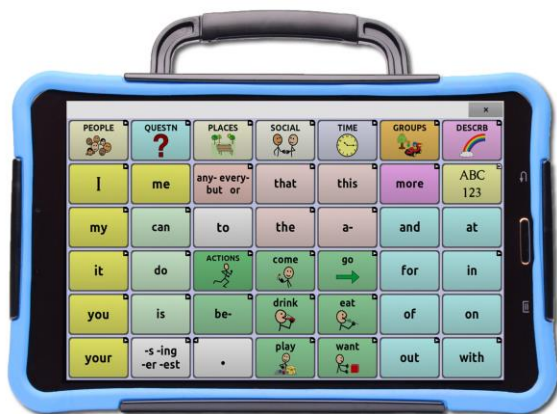 ×
PEOPLE QUESTN PLACES SOCIAL TIME GROUPS DESCRB
?
I me any- every- that this more ABC
but or 123
my can to the a- and at
it do ACTIONS come go for in
you is be- drink eat of on
your -s -ing . play want out with
-er -est